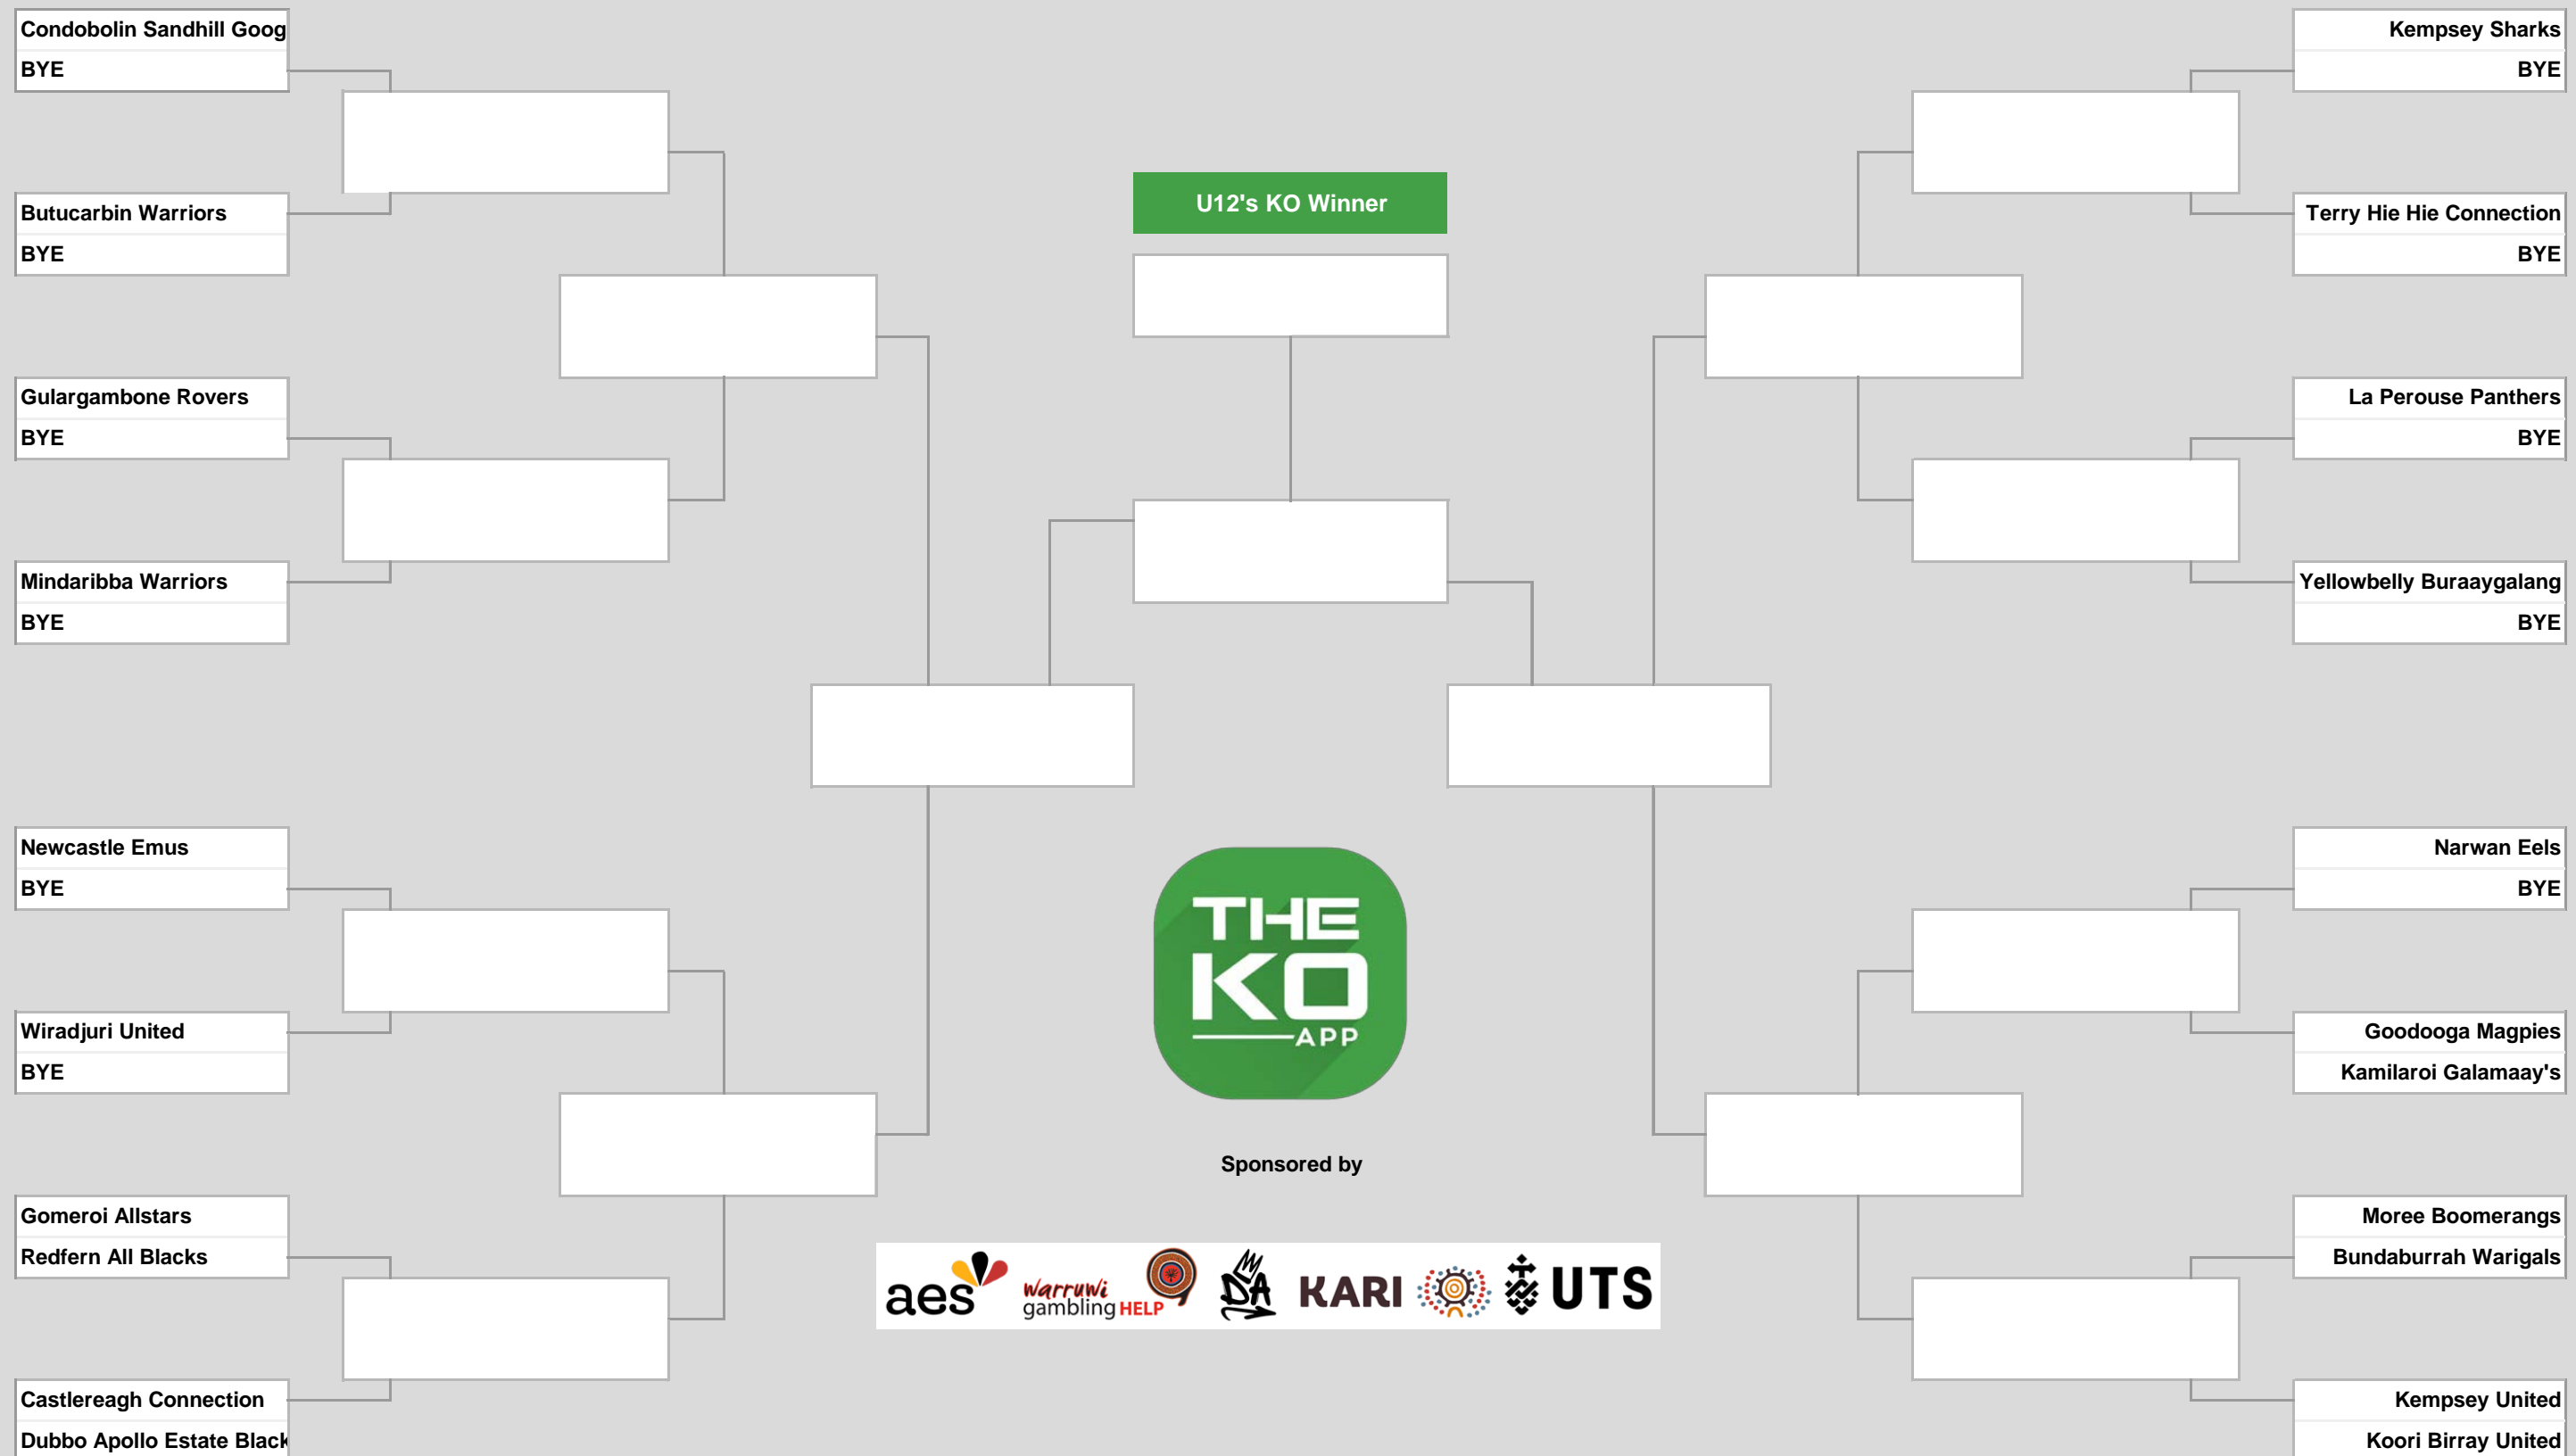 Condobolin Sandhill Goog
BYE
Butucarbin Warriors
BYE
Gulargambone Rovers
BYE
Mindaribba Warriors
BYE
Newcastle Emus
BYE
Wiradjuri United
BYE
Gomeroi Allstars
Redfern All Blacks
Castlereagh Connection
Dubbo Apollo Estate Black
U12's KO Winner
THE
KO
APP
Sponsored by
aes
warruwi
gambling HELP
DA
KARI
UTS
Kempsey Sharks
BYE
Terry Hie Hie Connection
BYE
La Perouse Panthers
BYE
Yellowbelly Buraaygalang
BYE
Narwan Eels
BYE
Goodooga Magpies
Kamilaroi Galamaay's
Moree Boomerangs
Bundaburrah Warigals
Kempsey United
Koori Birray United